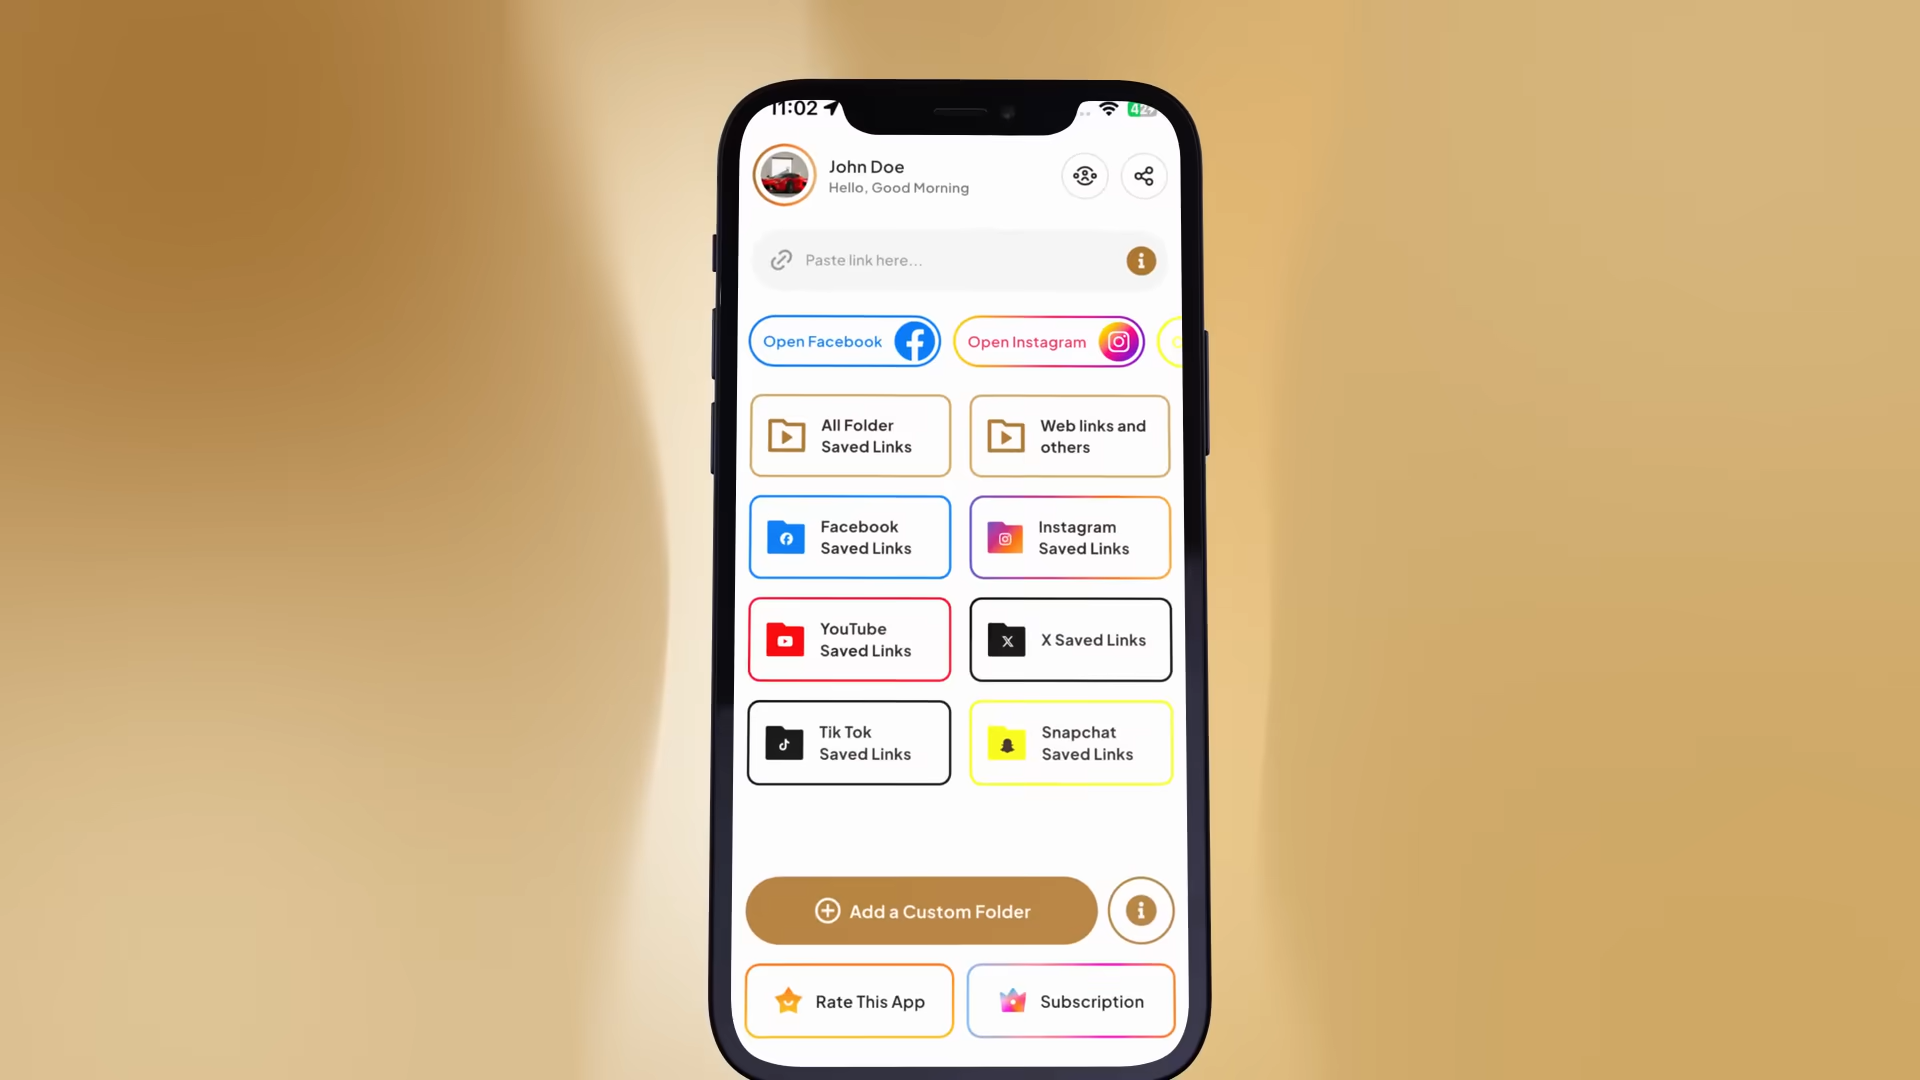 11:02
John Doe
Hello, Good Morning
Paste link here...
Open Facebook
Open Instagram
All Folder
Saved Links
Web links and
others
Facebook
Saved Links
Instagram
Saved Links
YouTube
Saved Links
X Saved Links
Tik Tok
Saved Links
Snapchat
Saved Links
Add a Custom Folder
Rate This App
Subscription